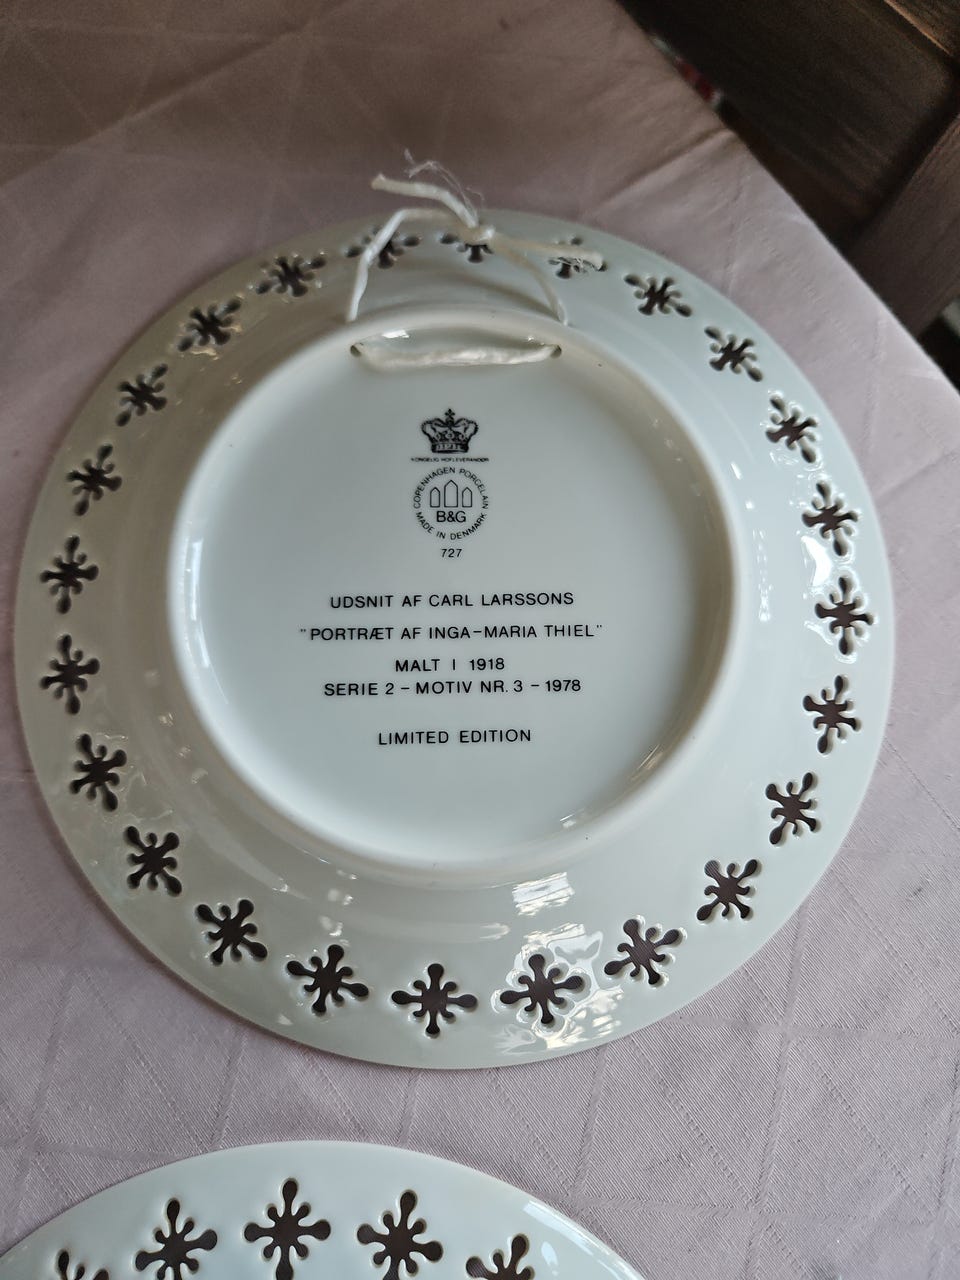 KONGELIG HOFLEVERANDØR
COPENHAGEN PORCELAIN
B&G
MADE IN DENMARK
727
UDSNIT AF CARL LARSSONS
"PORTRÆT AF INGA-MARIA THIEL"
MALT I 1918
SERIE 2 - MOTIV NR. 3 - 1978
LIMITED EDITION